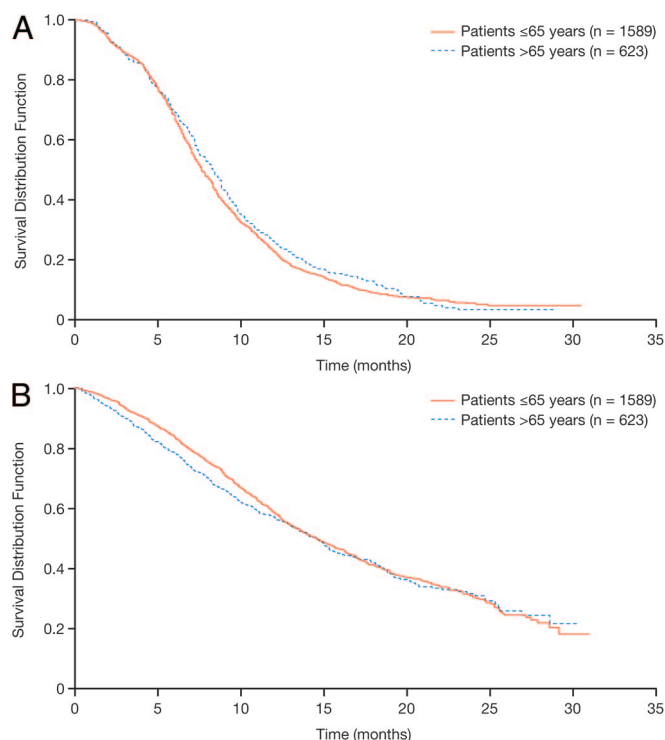 A
Patients ≤65 years (n = 1589)
Patients >65 years (n = 623)
Survival Distribution Function
1.0
0.8
0.6
0.4
0.2
0
0 5 10 15 20 25 30 35
Time (months)
B
Patients ≤65 years (n = 1589)
Patients >65 years (n = 623)
Survival Distribution Function
1.0
0.8
0.6
0.4
0.2
0
0 5 10 15 20 25 30 35
Time (months)